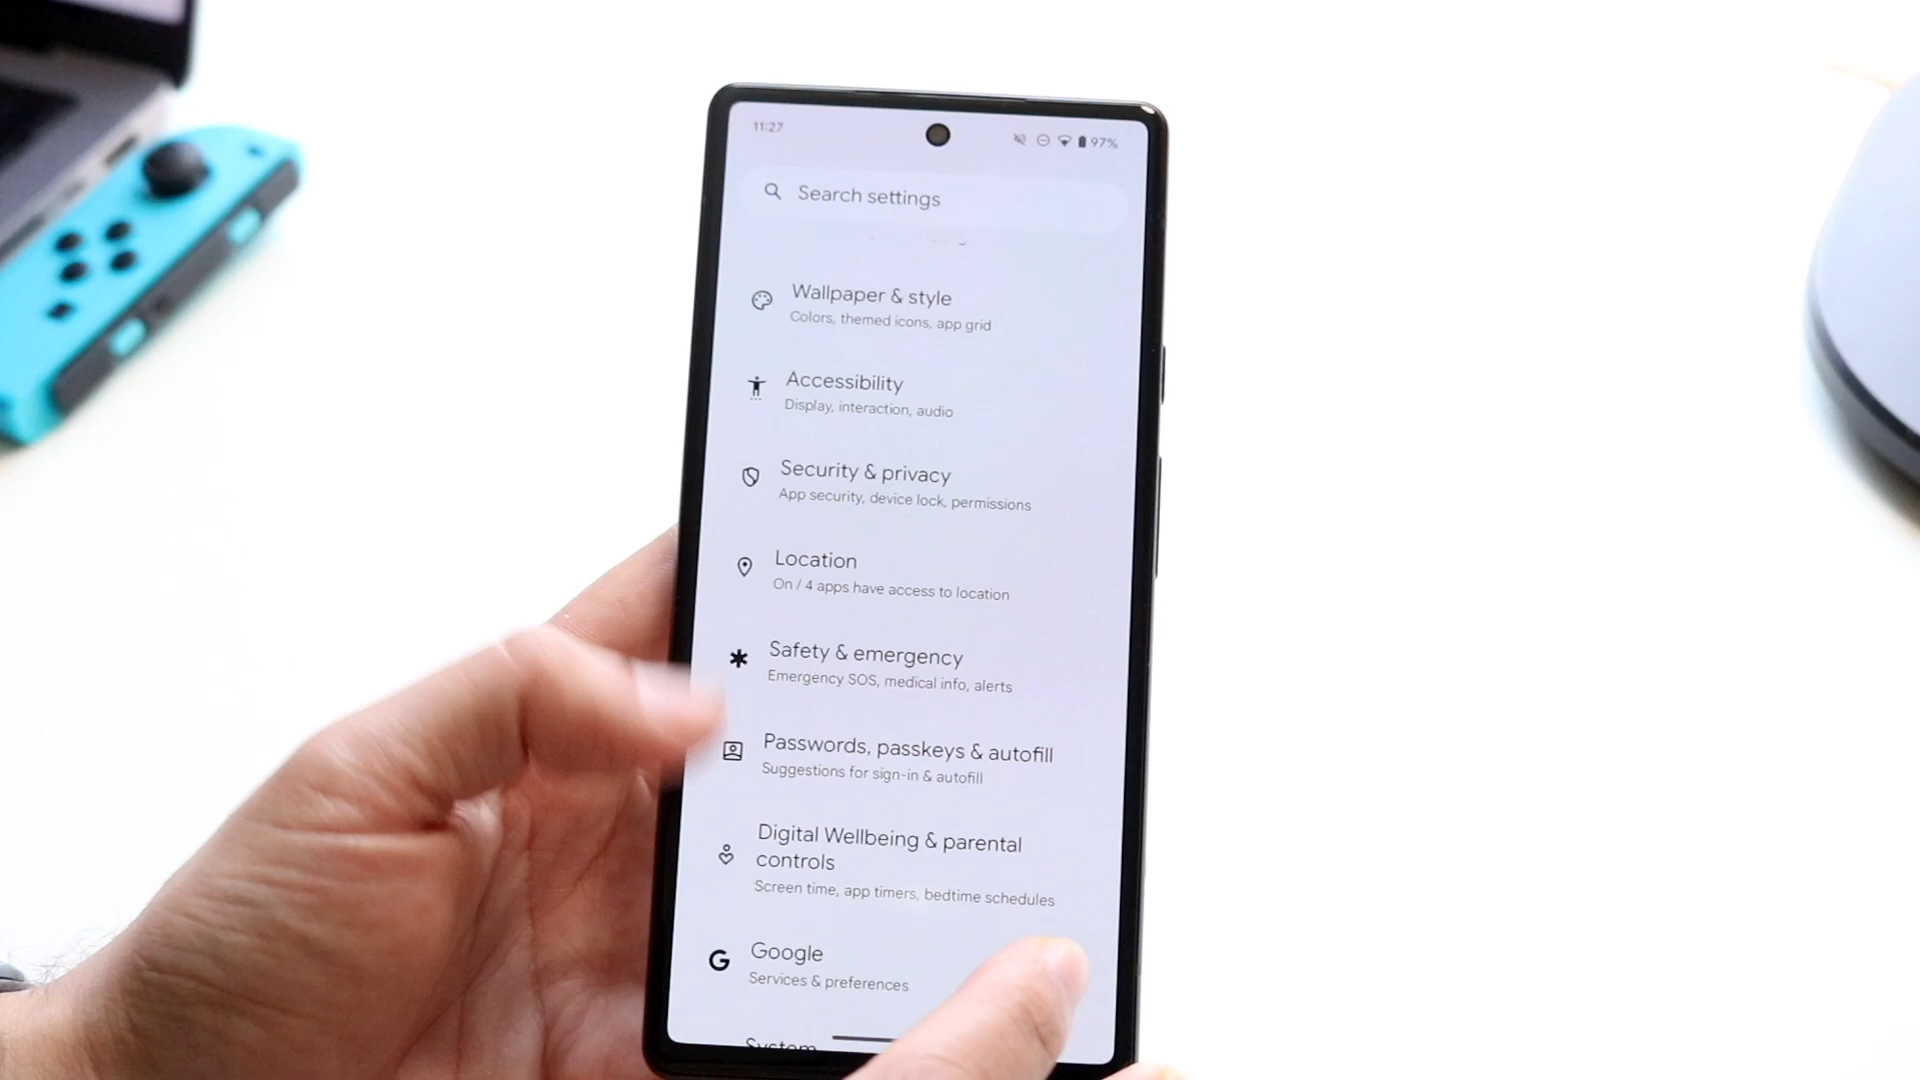 11:27
97%
Search settings
Wallpaper & style
Colors, themed icons, app grid
Accessibility
Display, interaction, audio
Security & privacy
App security, device lock, permissions
Location
On / 4 apps have access to location
Safety & emergency
Emergency SOS, medical info, alerts
Passwords, passkeys & autofill
Suggestions for sign-in & autofill
Digital Wellbeing & parental
controls
Screen time, app timers, bedtime schedules
G
Google
Services & preferences
System